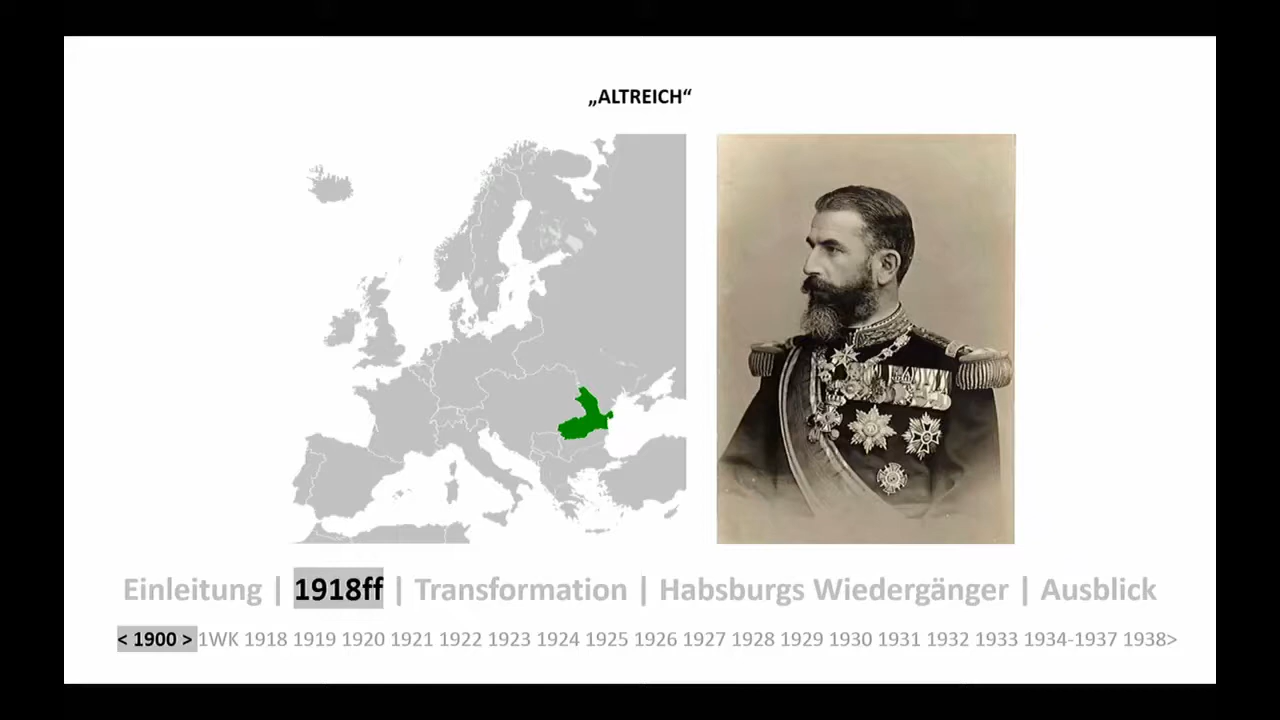 „ALTREICH“
Einleitung | 1918ff | Transformation | Habsburgs Wiedergänger | Ausblick
< 1900 > 1WK 1918 1919 1920 1921 1922 1923 1924 1925 1926 1927 1928 1929 1930 1931 1932 1933 1934-1937 1938>